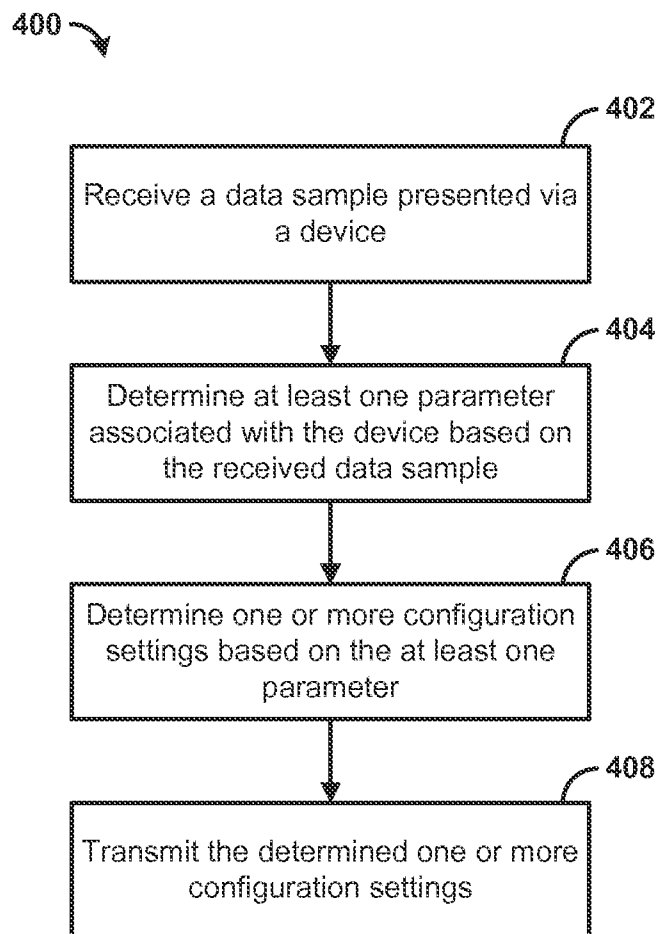 400
402
Receive a data sample presented via
a device
404
Determine at least one parameter
associated with the device based on
the received data sample
406
Determine one or more configuration
settings based on the at least one
parameter
408
Transmit the determined one or more
configuration settings